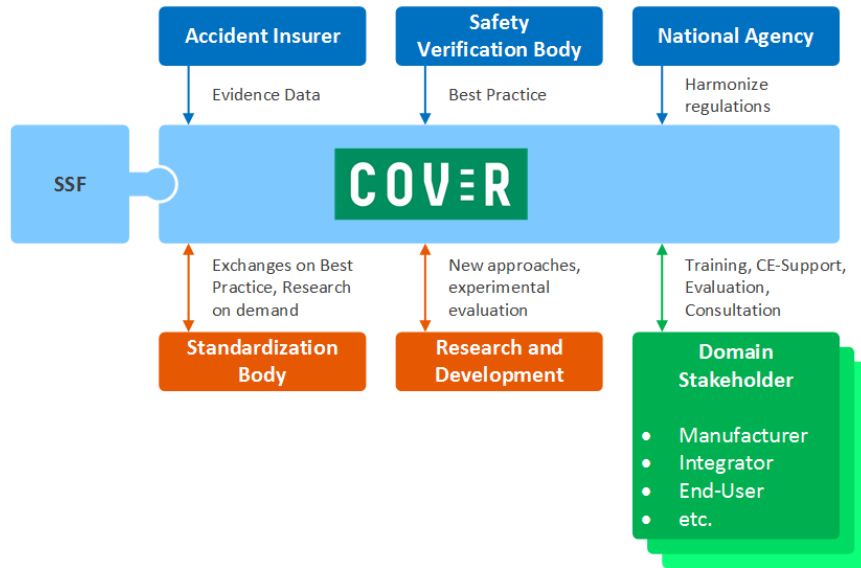 Accident Insurer
Safety
Verification Body
National Agency
Evidence Data
Best Practice
Harmonize
regulations
SSF
COVER
Exchanges on Best
Practice, Research
on demand
New approaches,
experimental
evaluation
Training, CE-Support,
Evaluation,
Consultation
Standardization
Body
Research and
Development
Domain
Stakeholder
• Manufacturer
• Integrator
• End-User
• etc.